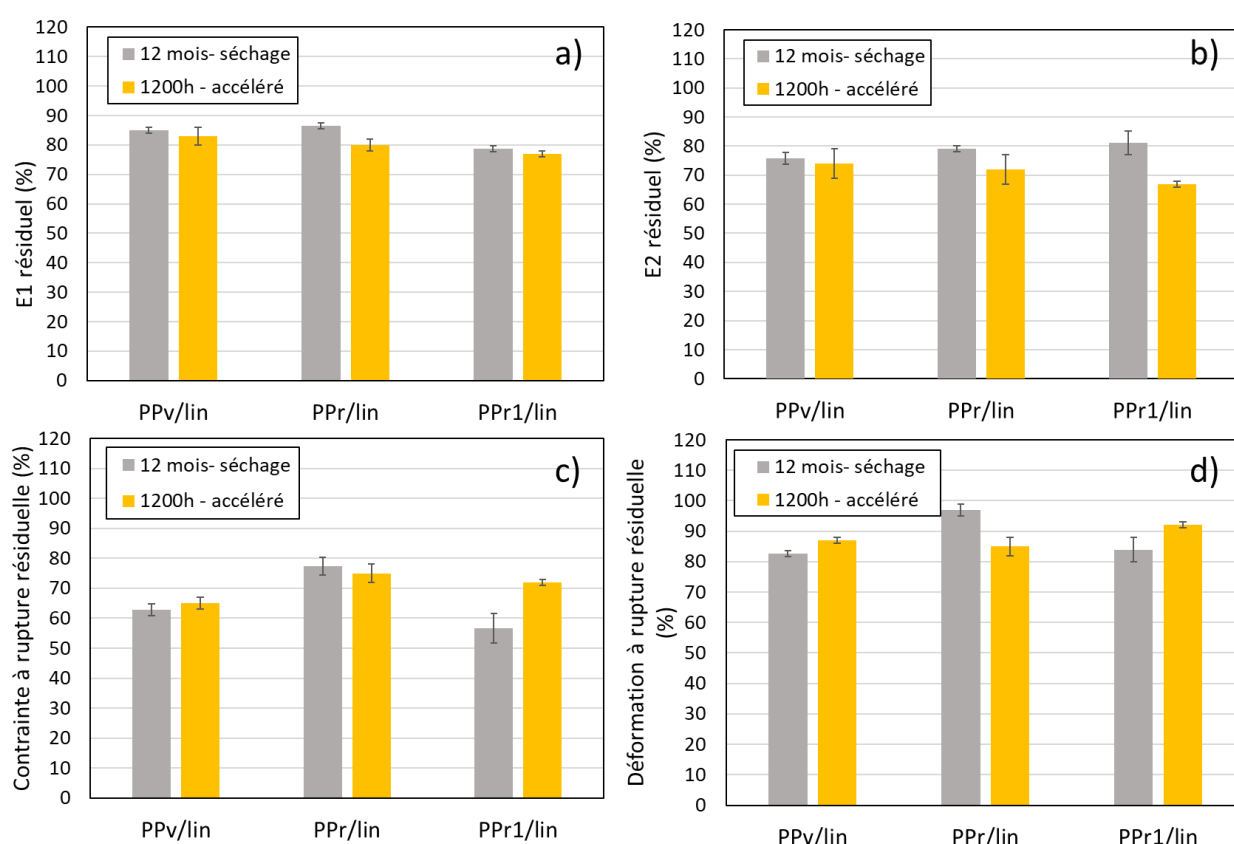 a)
12 mois- séchage
1200h - accéléré
E1 résiduel (%)
120
110
100
90
80
70
60
50
40
30
20
10
0
PPv/lin
PPr/lin
PPr1/lin
b)
12 mois- séchage
1200h - accéléré
E2 résiduel (%)
120
110
100
90
80
70
60
50
40
30
20
10
0
PPv/lin
PPr/lin
PPr1/lin
c)
12 mois- séchage
1200h - accéléré
Contrainte à rupture résiduelle (%)
120
110
100
90
80
70
60
50
40
30
20
10
0
PPv/lin
PPr/lin
PPr1/lin
d)
12 mois- séchage
1200h - accéléré
Déformation à rupture résiduelle
(%)
120
110
100
90
80
70
60
50
40
30
20
10
0
PPv/lin
PPr/lin
PPr1/lin